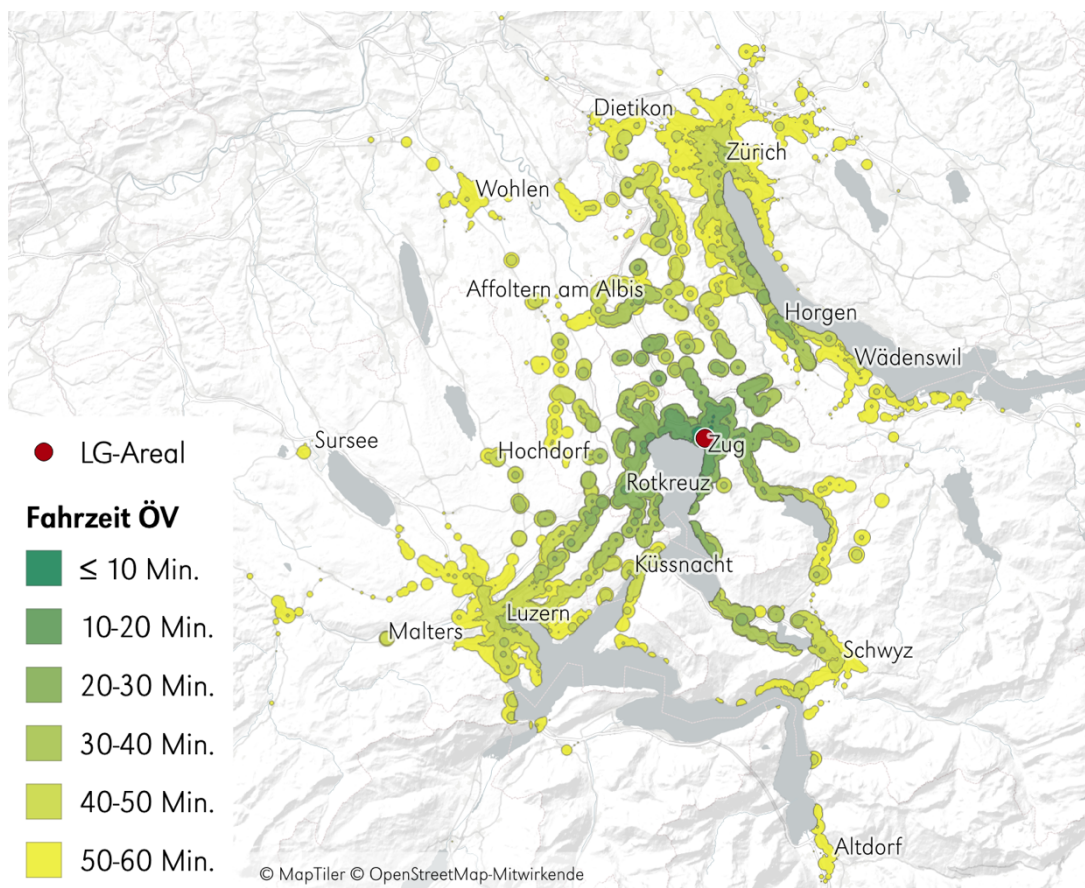 Dietikon
Zürich
Wohlen
Affoltern am Albis
Horgen
Wädenswil
Sursee
Hochdorf
Zug
Rotkreuz
Küssnacht
Luzern
Malters
Schwyz
Altdorf
LG-Areal
Fahrzeit ÖV
≤ 10 Min.
10-20 Min.
20-30 Min.
30-40 Min.
40-50 Min.
50-60 Min.
© MapTiler © OpenStreetMap-Mitwirkende